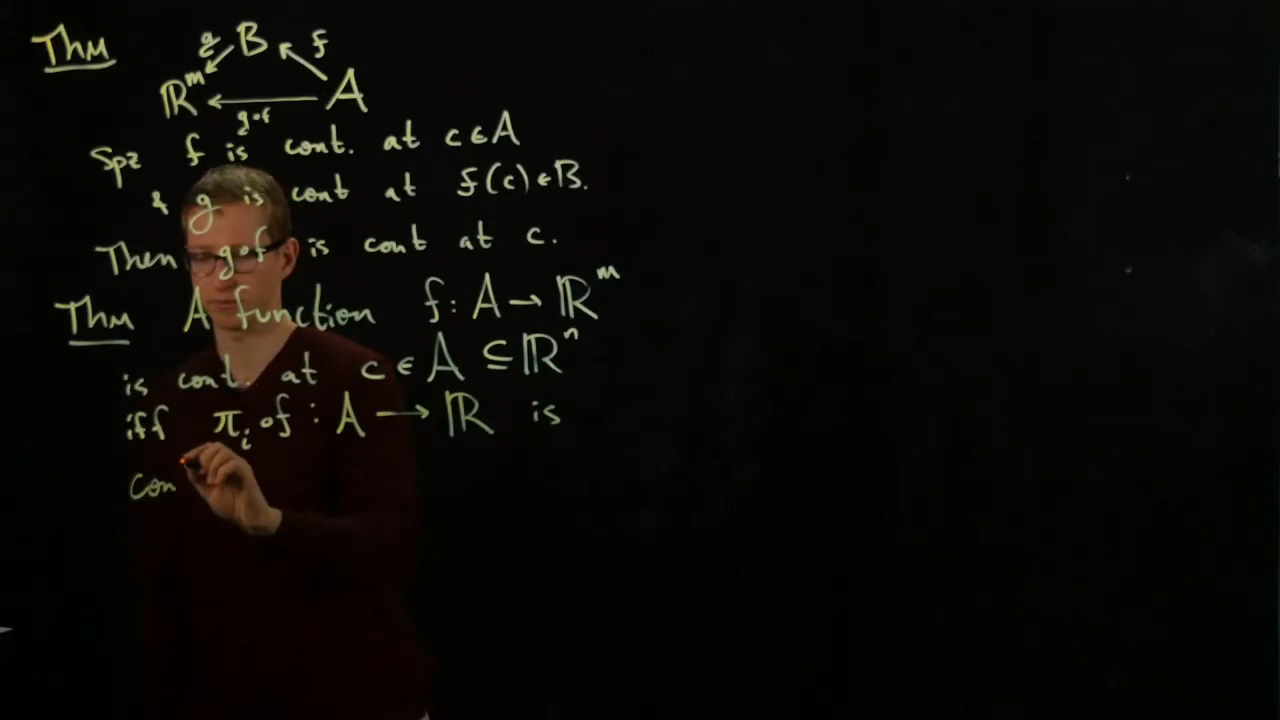 Thm
g B f
ℝ^m ← A
g∘f
Spz f is cont. at c ∈ A
& g is cont at f(c) ∈ B.
Then g∘f is cont at c.
Thm A function f : A → ℝ^m
is cont. at c ∈ A ⊆ ℝ^n
iff π_i ∘ f : A → ℝ is
con